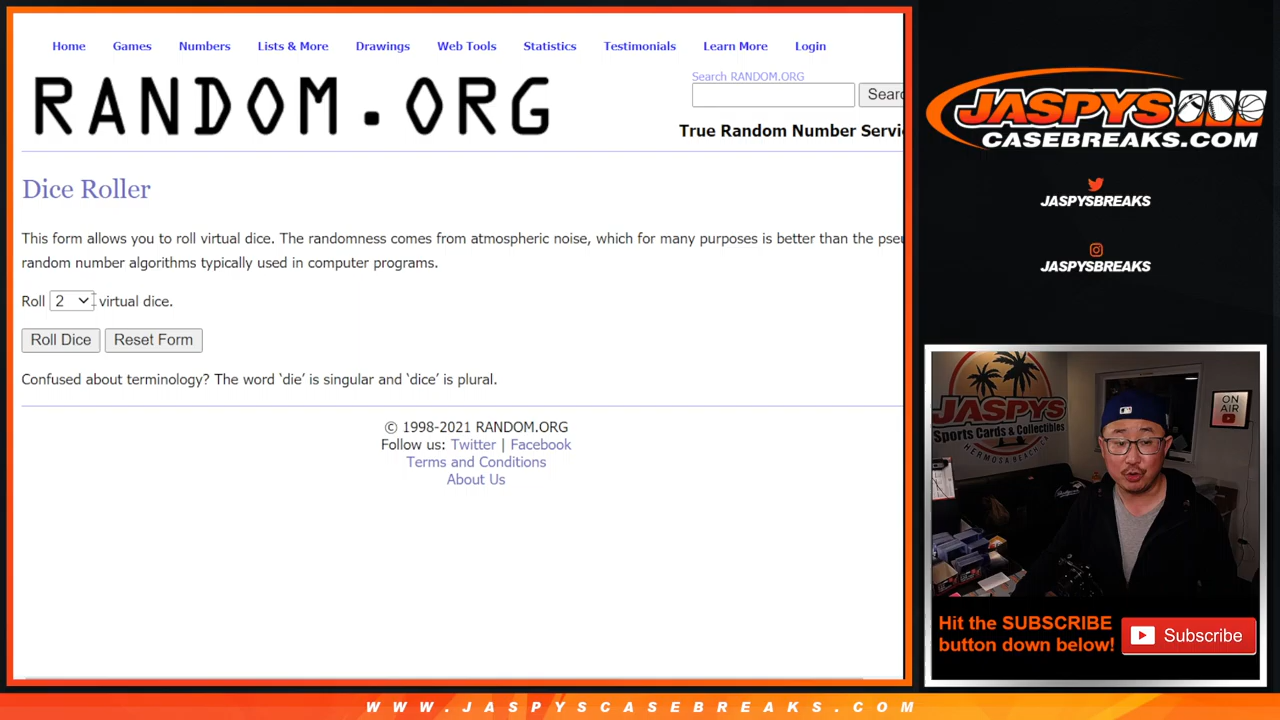 Home Games Numbers Lists & More Drawings Web Tools Statistics Testimonials Learn More Login
RANDOM.ORG
Search RANDOM.ORG
Sear
True Random Number Servi
Dice Roller
This form allows you to roll virtual dice. The randomness comes from atmospheric noise, which for many purposes is better than the pseu
random number algorithms typically used in computer programs.
Roll 2 virtual dice.
Roll Dice Reset Form
Confused about terminology? The word ‘die’ is singular and ‘dice’ is plural.
© 1998-2021 RANDOM.ORG
Follow us: Twitter | Facebook
Terms and Conditions
About Us
JASPYS
CASEBREAKS.COM
JASPYSBREAKS
JASPYSBREAKS
JASPYS
Sports Cards & Collectibles
HERMOSA BEACH, CA
ON
AIR
Hit the SUBSCRIBE
button down below!
Subscribe
WWW.JASPYSCASEBREAKS.COM